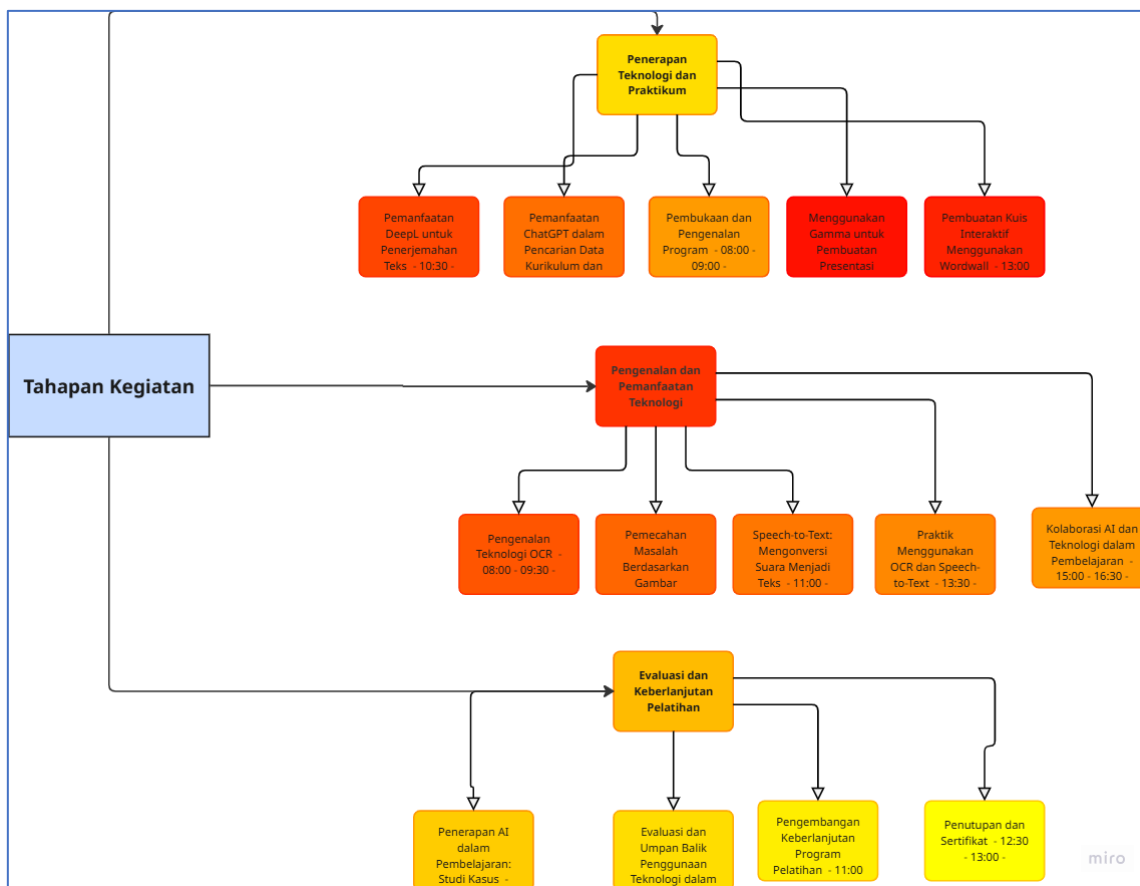 Penerapan
Teknologi dan
Praktikum
Pemanfaatan
DeepL untuk
Penerjemahan
Teks - 10:30 -
Pemanfaatan
ChatGPT dalam
Pencarian Data
Kurikulum dan
Pembukaan dan
Pengenalan
Program - 08:00 -
09:00 -
Menggunakan
Gamma untuk
Pembuatan
Presentasi
Pembuatan Kuis
Interaktif
Menggunakan
Wordwall - 13:00
Tahapan Kegiatan
Pengenalan dan
Pemanfaatan
Teknologi
Pengenalan
Teknologi OCR -
08:00 - 09:30 -
Pemecahan
Masalah
Berdasarkan
Gambar
Speech-to-Text:
Mengonversi
Suara Menjadi
Teks - 11:00 -
Praktik
Menggunakan
OCR dan Speech-
to-Text - 13:30 -
Kolaborasi AI dan
Teknologi dalam
Pembelajaran -
15:00 - 16:30 -
Evaluasi dan
Keberlanjutan
Pelatihan
Penerapan AI
dalam
Pembelajaran:
Studi Kasus -
Evaluasi dan
Umpan Balik
Penggunaan
Teknologi dalam
Pengembangan
Keberlanjutan
Program
Pelatihan - 11:00
Penutupan dan
Sertifikat - 12:30
- 13:00 -
miro